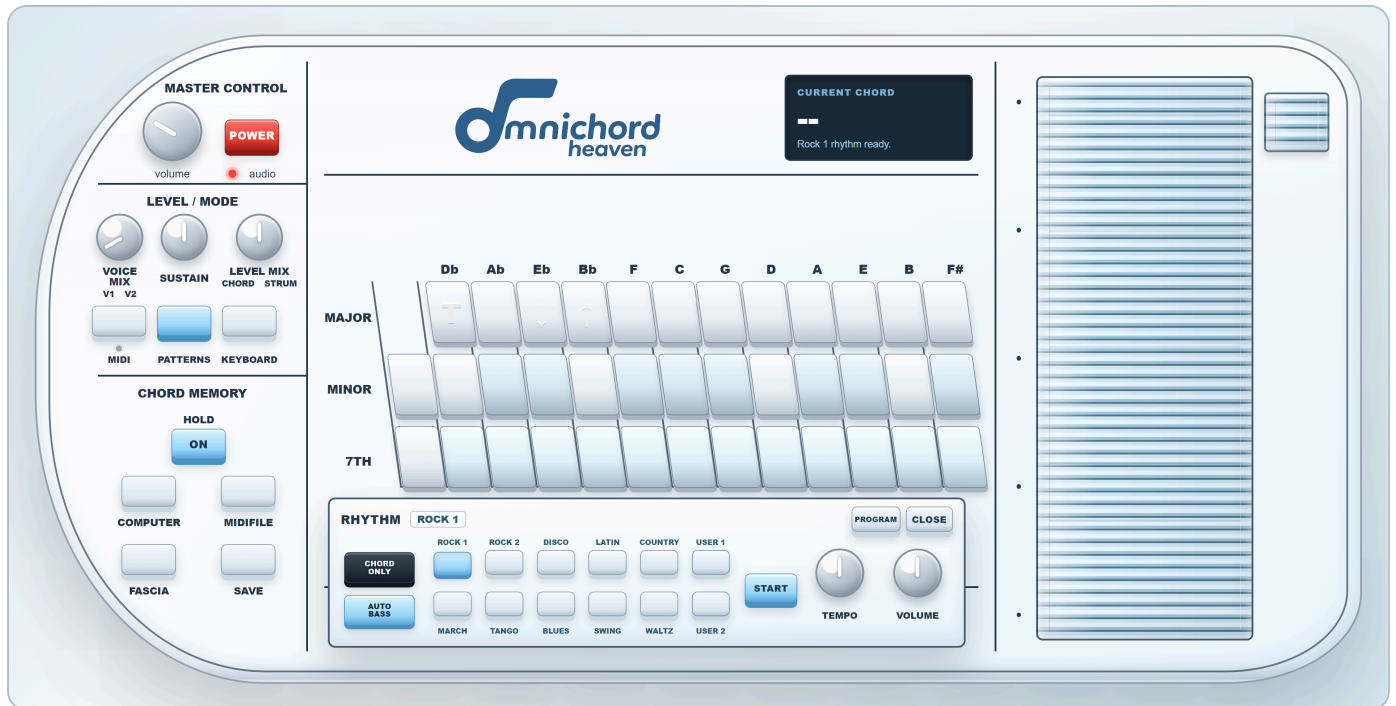 MASTER CONTROL
POWER
volume
audio
LEVEL / MODE
VOICE
MIX
V1 V2
SUSTAIN
LEVEL MIX
CHORD STRUM
MIDI
PATTERNS
KEYBOARD
CHORD MEMORY
HOLD
ON
COMPUTER
MIDIFILE
FASCIA
SAVE
omnichord
heaven
CURRENT CHORD
--
Rock 1 rhythm ready.
Db Ab Eb Bb F C G D A E B F#
MAJOR
MINOR
7TH
RHYTHM
ROCK 1
PROGRAM
CLOSE
CHORD
ONLY
AUTO
BASS
ROCK 1 ROCK 2 DISCO LATIN COUNTRY USER 1
MARCH TANGO BLUES SWING WALTZ USER 2
START
TEMPO
VOLUME